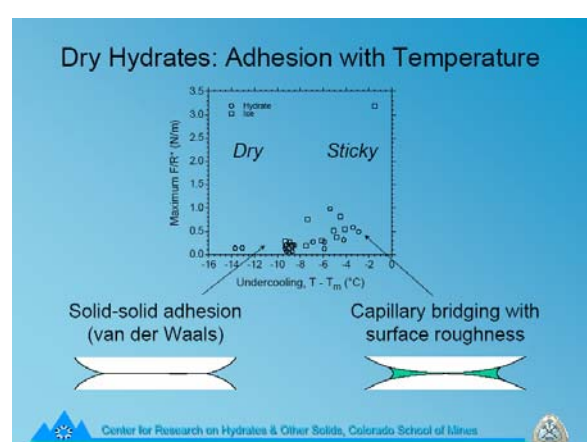 Dry Hydrates: Adhesion with Temperature
3.5
3.0
2.5
2.0
1.5
1.0
0.5
0.0
Maximum F/R* (N/m)
Hydrate
Ice
Dry
Sticky
-16 -14 -12 -10 -8 -6 -4 -2 0
Undercooling, T - Tm (°C)
Solid-solid adhesion
(van der Waals)
Capillary bridging with
surface roughness
Center for Research on Hydrates & Other Solids, Colorado School of Mines